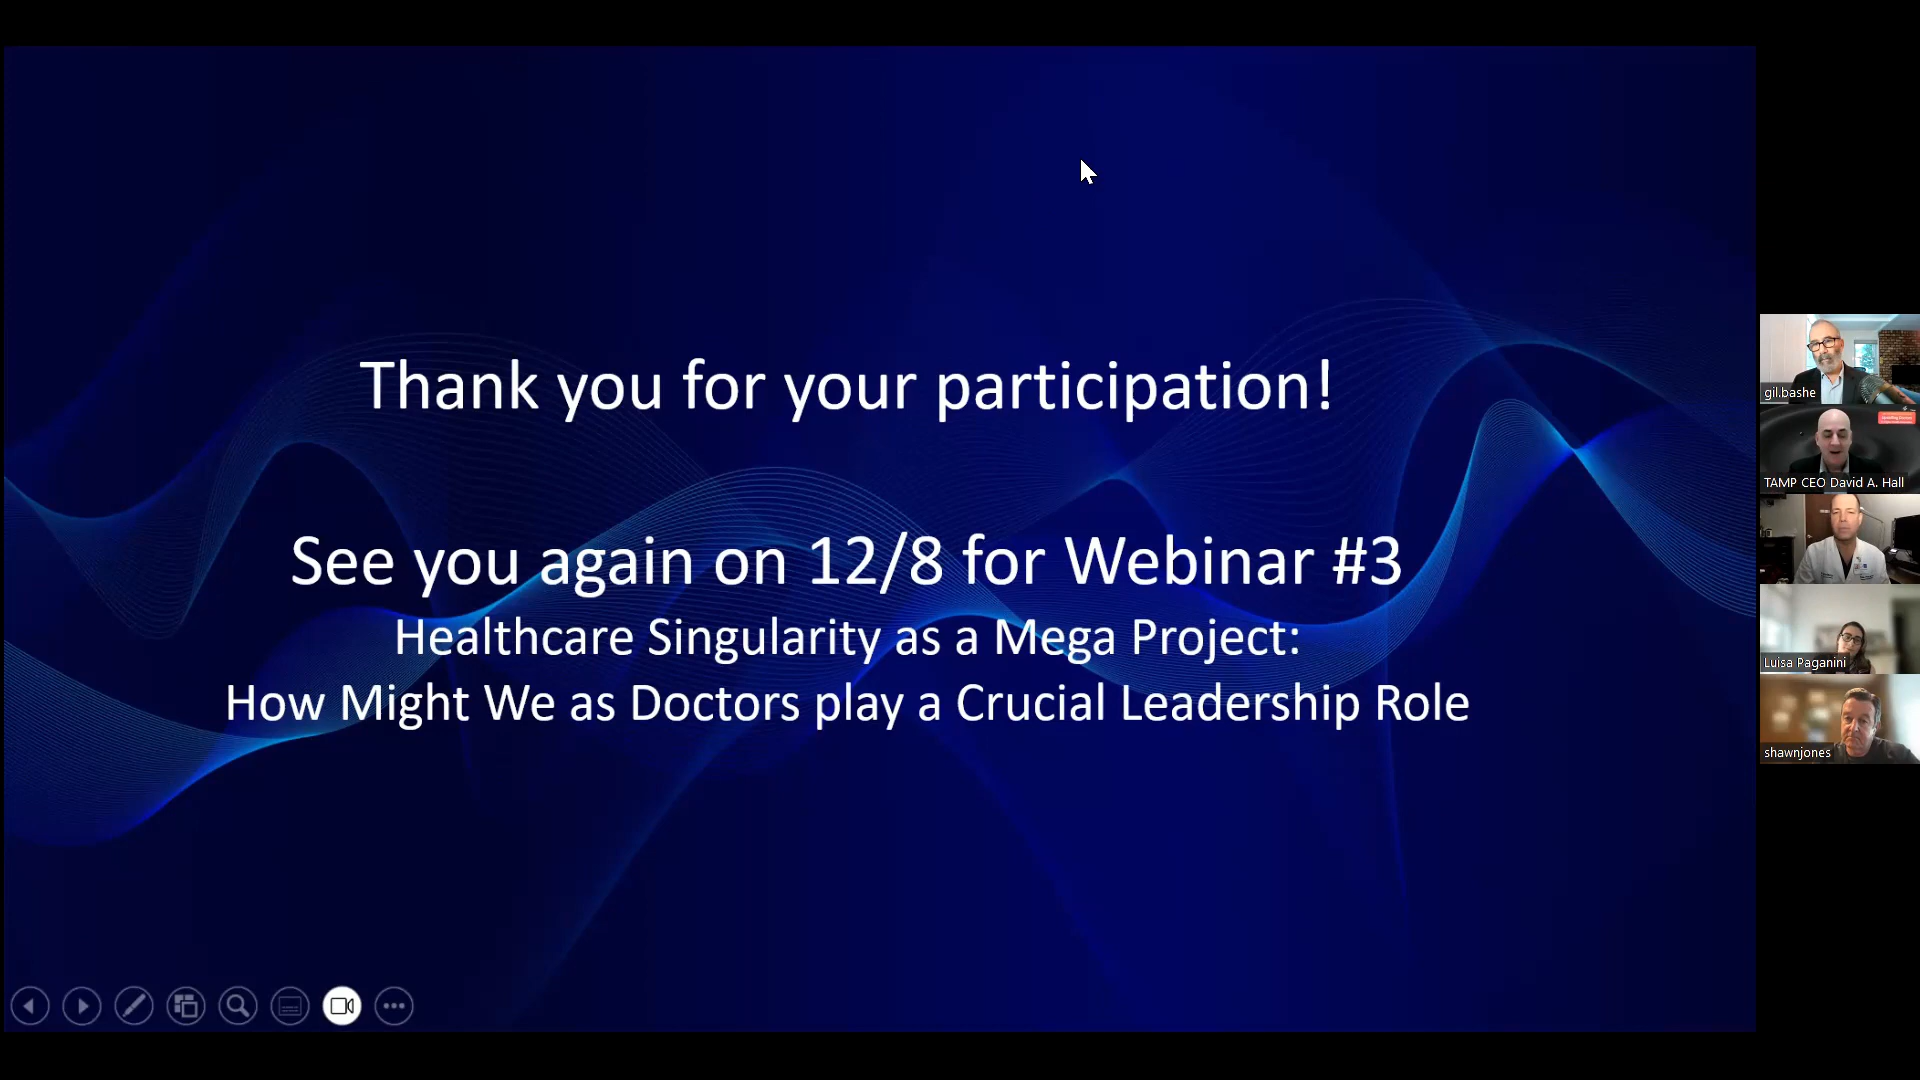 Thank you for your participation!
See you again on 12/8 for Webinar #3
Healthcare Singularity as a Mega Project:
How Might We as Doctors play a Crucial Leadership Role
gil.bashe
TAMP CEO David A. Hall
Luisa Paganini
shawnjones